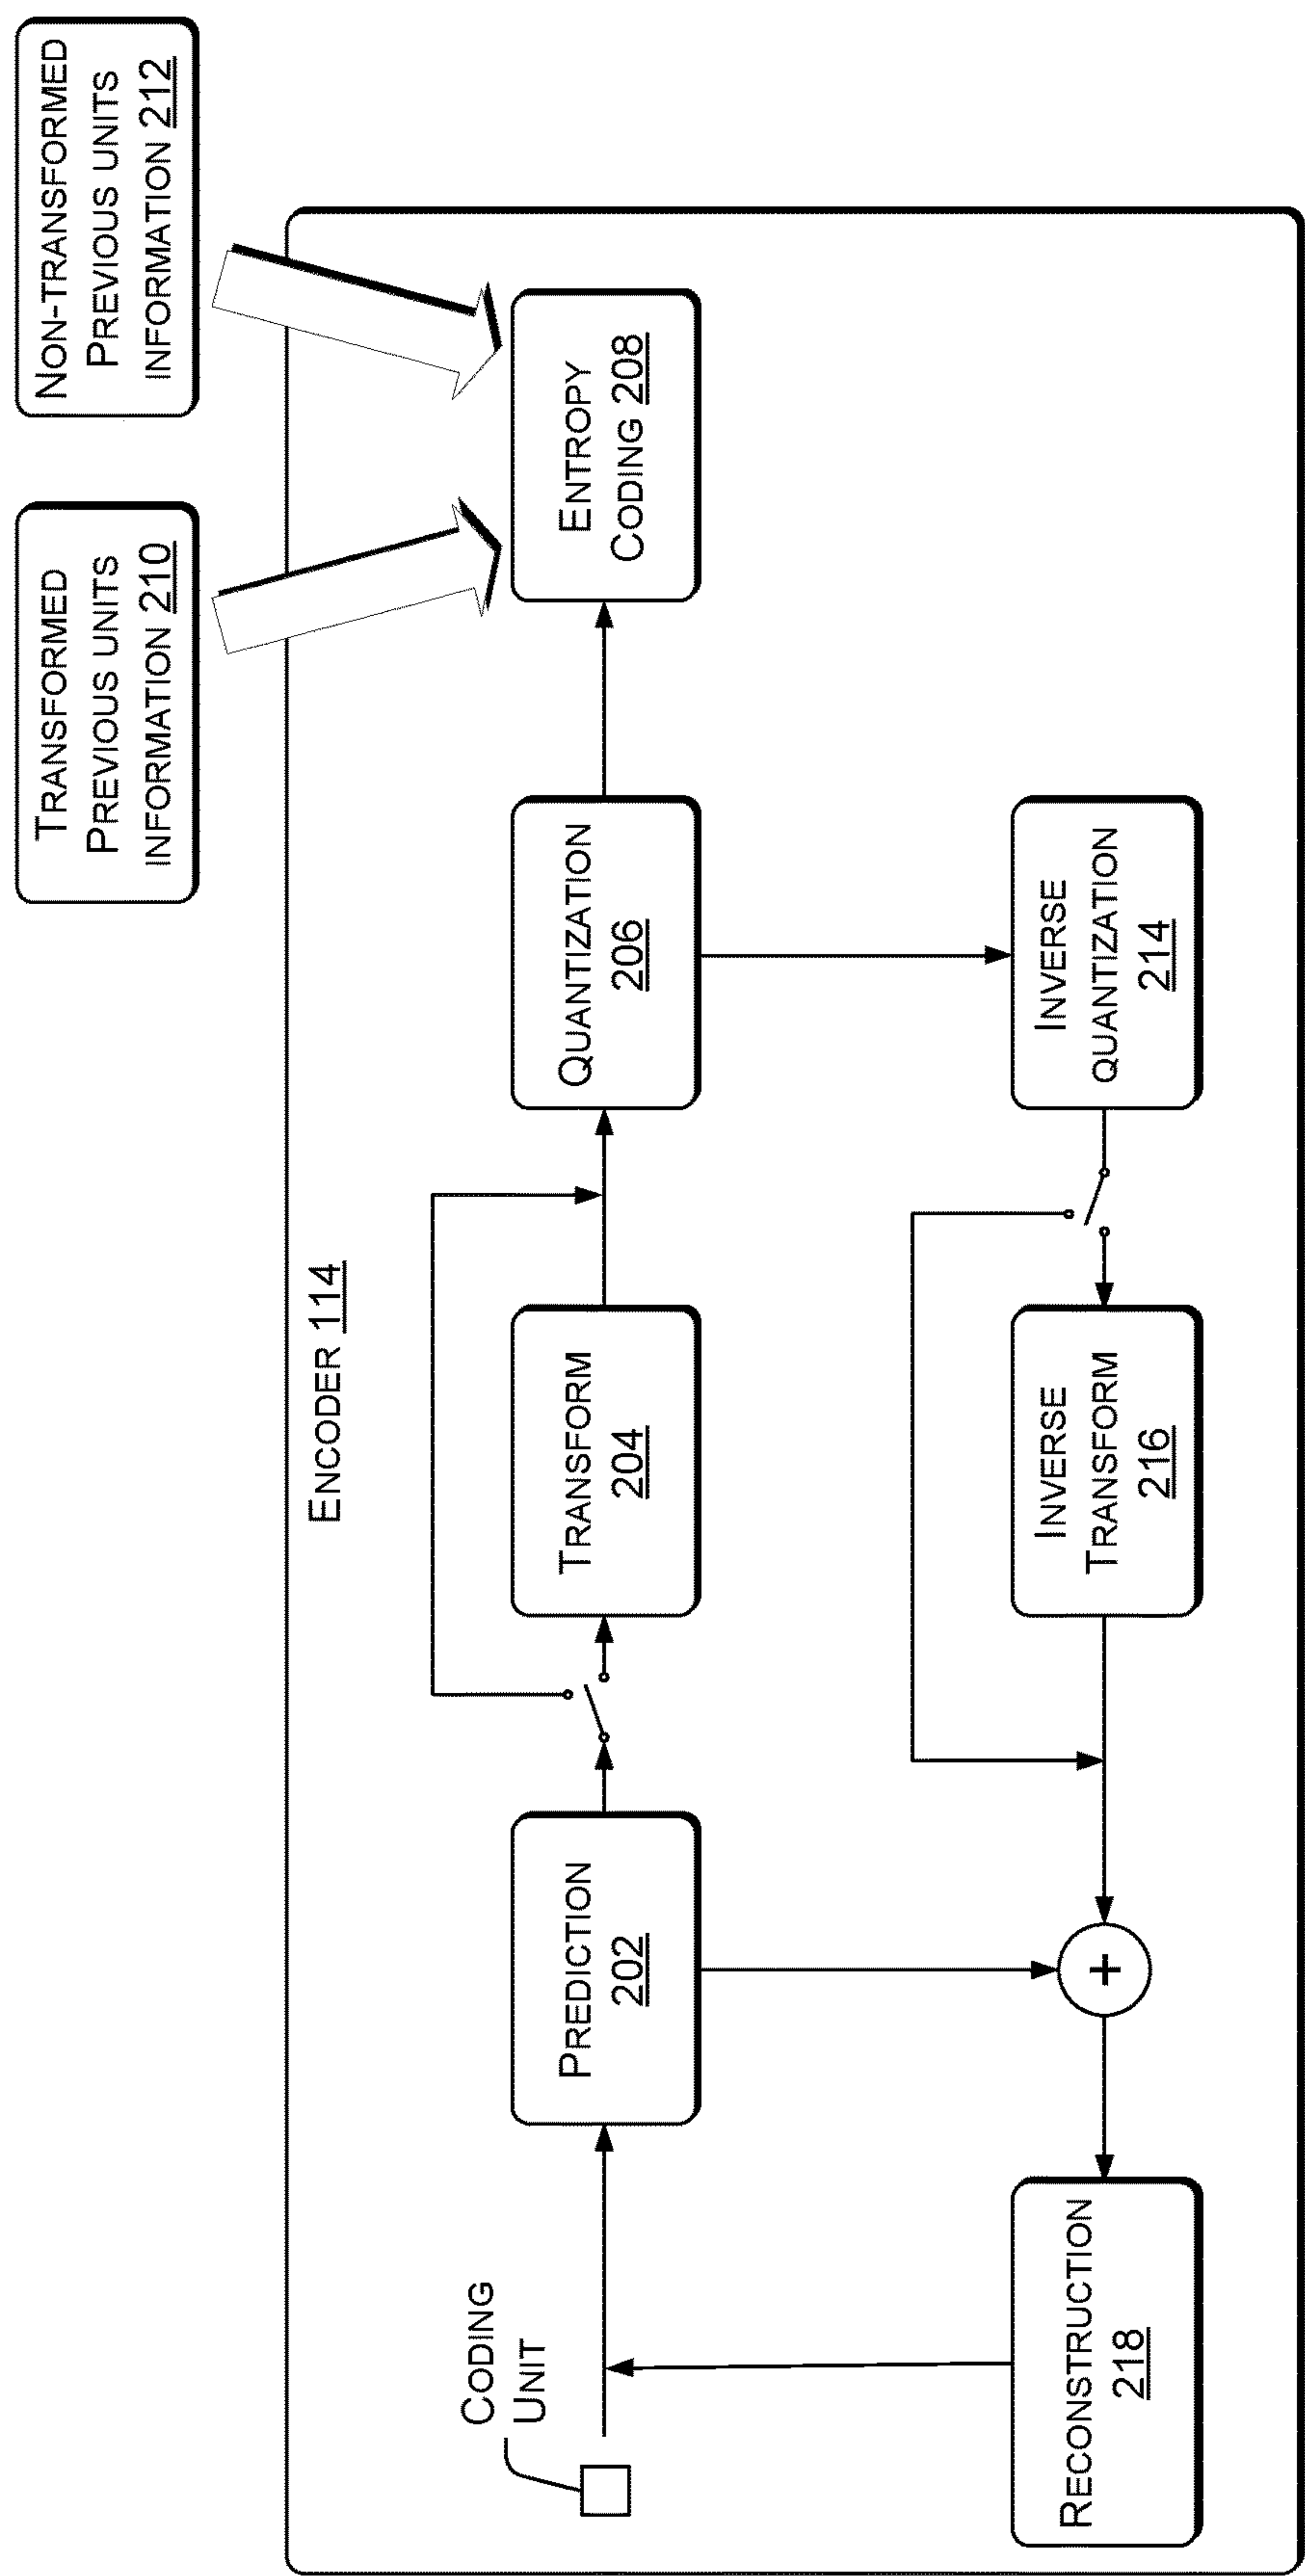 TRANSFORMED
PREVIOUS UNITS
INFORMATION 210
NON-TRANSFORMED
PREVIOUS UNITS
INFORMATION 212
ENCODER 114
CODING
UNIT
PREDICTION
202
TRANSFORM
204
QUANTIZATION
206
ENTROPY
CODING 208
RECONSTRUCTION
218
+
INVERSE
TRANSFORM
216
INVERSE
QUANTIZATION
214